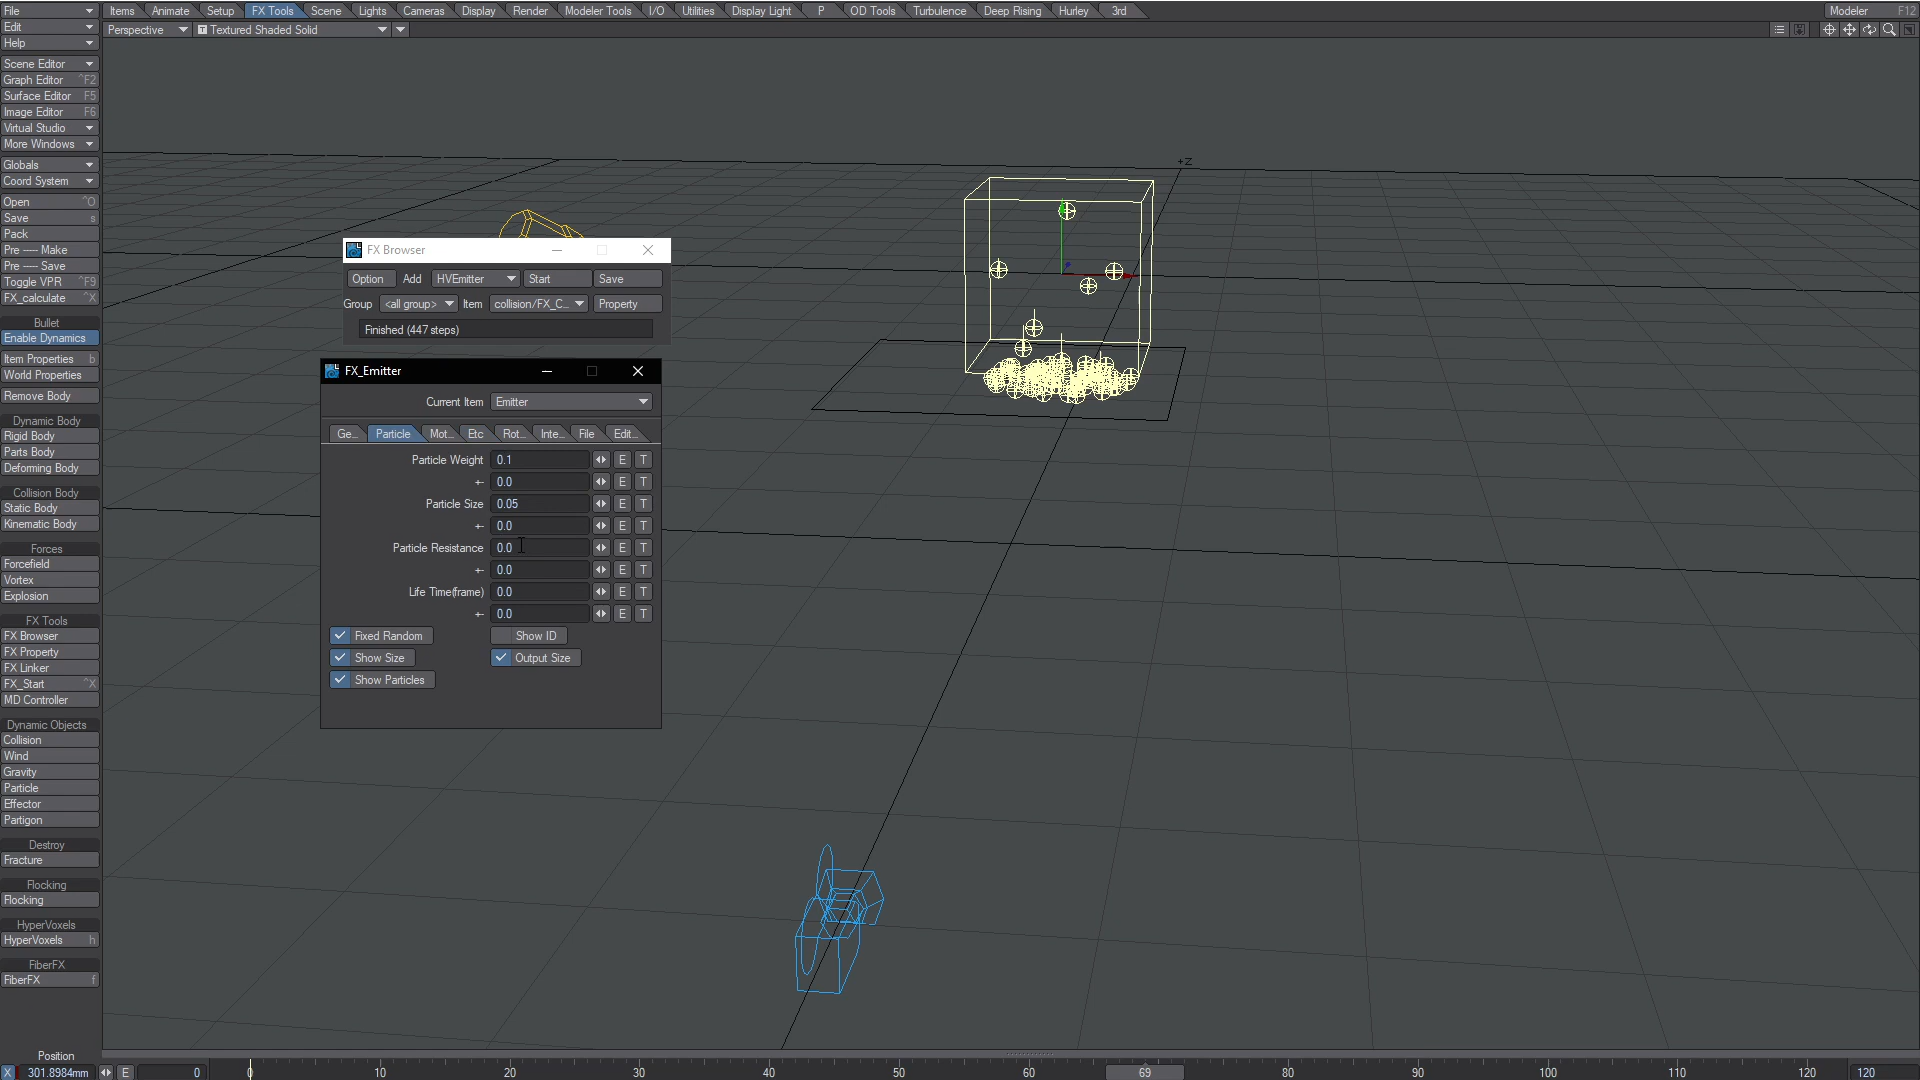 File Items Animate Setup FX Tools Scene Lights Cameras Display Render Modeler Tools I/O Utilities Display Light P OD Tools Turbulence Deep Rising Hurley 3rd Modeler F12
Edit Perspective T Textured Shaded Solid
Help
Scene Editor
Graph Editor ^F2
Surface Editor F5
Image Editor F6
Virtual Studio
More Windows
Globals
Coord System
Open ^O
Save s
Pack
Pre ---- Make
Pre ---- Save
Toggle VPR ^F9
FX_calculate ^X
Bullet
Enable Dynamics
Item Properties b
World Properties
Remove Body
Dynamic Body
Rigid Body
Parts Body
Deforming Body
Collision Body
Static Body
Kinematic Body
Forces
Forcefield
Vortex
Explosion
FX Tools
FX Browser
FX Property
FX Linker
FX_Start ^X
MD Controller
Dynamic Objects
Collision
Wind
Gravity
Particle
Effector
Partigon
Destroy
Fracture
Flocking
Flocking
HyperVoxels
HyperVoxels h
FiberFX
FiberFX f
+Z
FX Browser
Option Add HVEmitter Start Save
Group <all group> Item collision/FX_C... Property
Finished (447 steps)
FX_Emitter
Current Item Emitter
Ge... Particle Mot... Etc Rot... Inte... File Edit...
Particle Weight 0.1 E T
+- 0.0 E T
Particle Size 0.05 E T
+- 0.0 E T
Particle Resistance 0.0 E T
+- 0.0 E T
Life Time(frame) 0.0 E T
+- 0.0 E T
Fixed Random Show ID
Show Size Output Size
Show Particles
Position
X 301.8984mm E 0 0 10 20 30 40 50 60 69 80 90 100 110 120 120